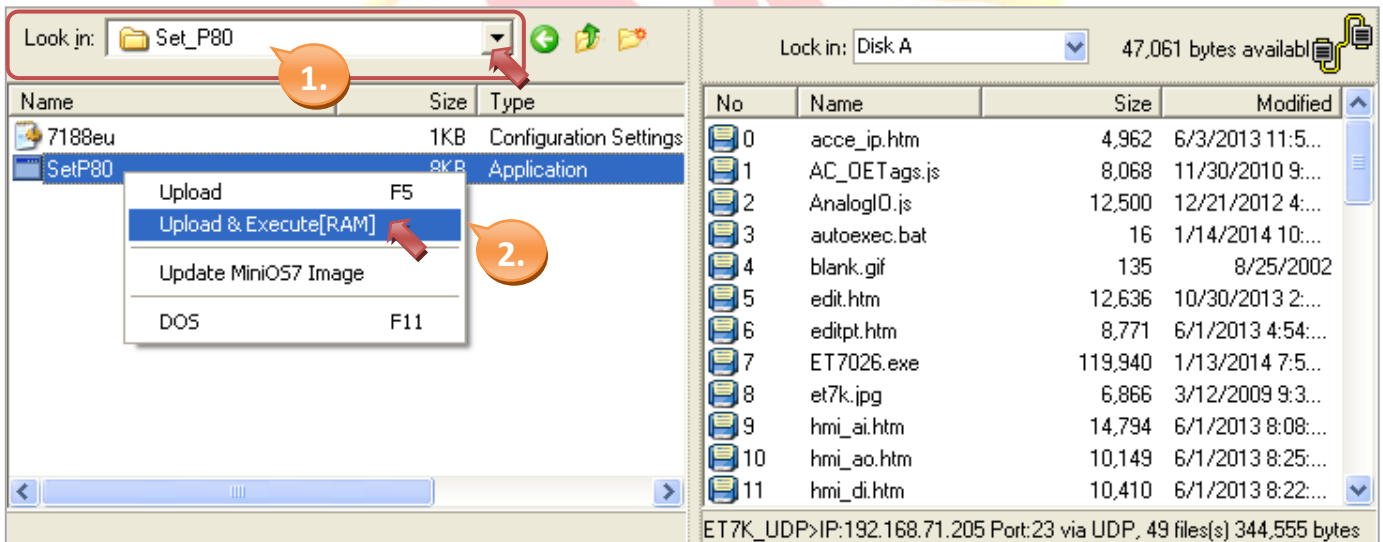 Look in: Set_P80
1.
Name Size Type
7188eu 1KB Configuration Settings
SetP80 8KB Application
Upload F5
Upload & Execute[RAM]
2.
Update MiniOS7 Image
DOS F11
Lock in: Disk A 47,061 bytes availabl
No Name Size Modified
0 acce_ip.htm 4,962 6/3/2013 11:5...
1 AC_OETags.js 8,068 11/30/2010 9:...
2 AnalogIO.js 12,500 12/21/2012 4:...
3 autoexec.bat 16 1/14/2014 10:...
4 blank.gif 135 8/25/2002
5 edit.htm 12,636 10/30/2013 2:...
6 editpt.htm 8,771 6/1/2013 4:54:...
7 ET7026.exe 119,940 1/13/2014 7:5...
8 et7k.jpg 6,866 3/12/2009 9:3...
9 hmi_ai.htm 14,794 6/1/2013 8:08:...
10 hmi_ao.htm 10,149 6/1/2013 8:25:...
11 hmi_di.htm 10,410 6/1/2013 8:22:...
ET7K_UDP>IP:192.168.71.205 Port:23 via UDP, 49 files(s) 344,555 bytes